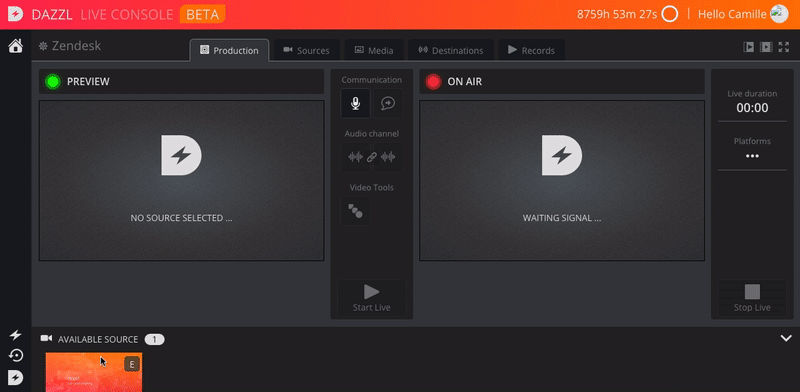 DAZZL LIVE CONSOLE BETA
8759h 53m 27s
Hello Camille
Zendesk
Production
Sources
Media
Destinations
Records
PREVIEW
NO SOURCE SELECTED ...
Communication
Audio channel
Video Tools
Start Live
ON AIR
WAITING SIGNAL ...
Live duration
00:00
Platforms
•••
Stop Live
AVAILABLE SOURCE 1
E